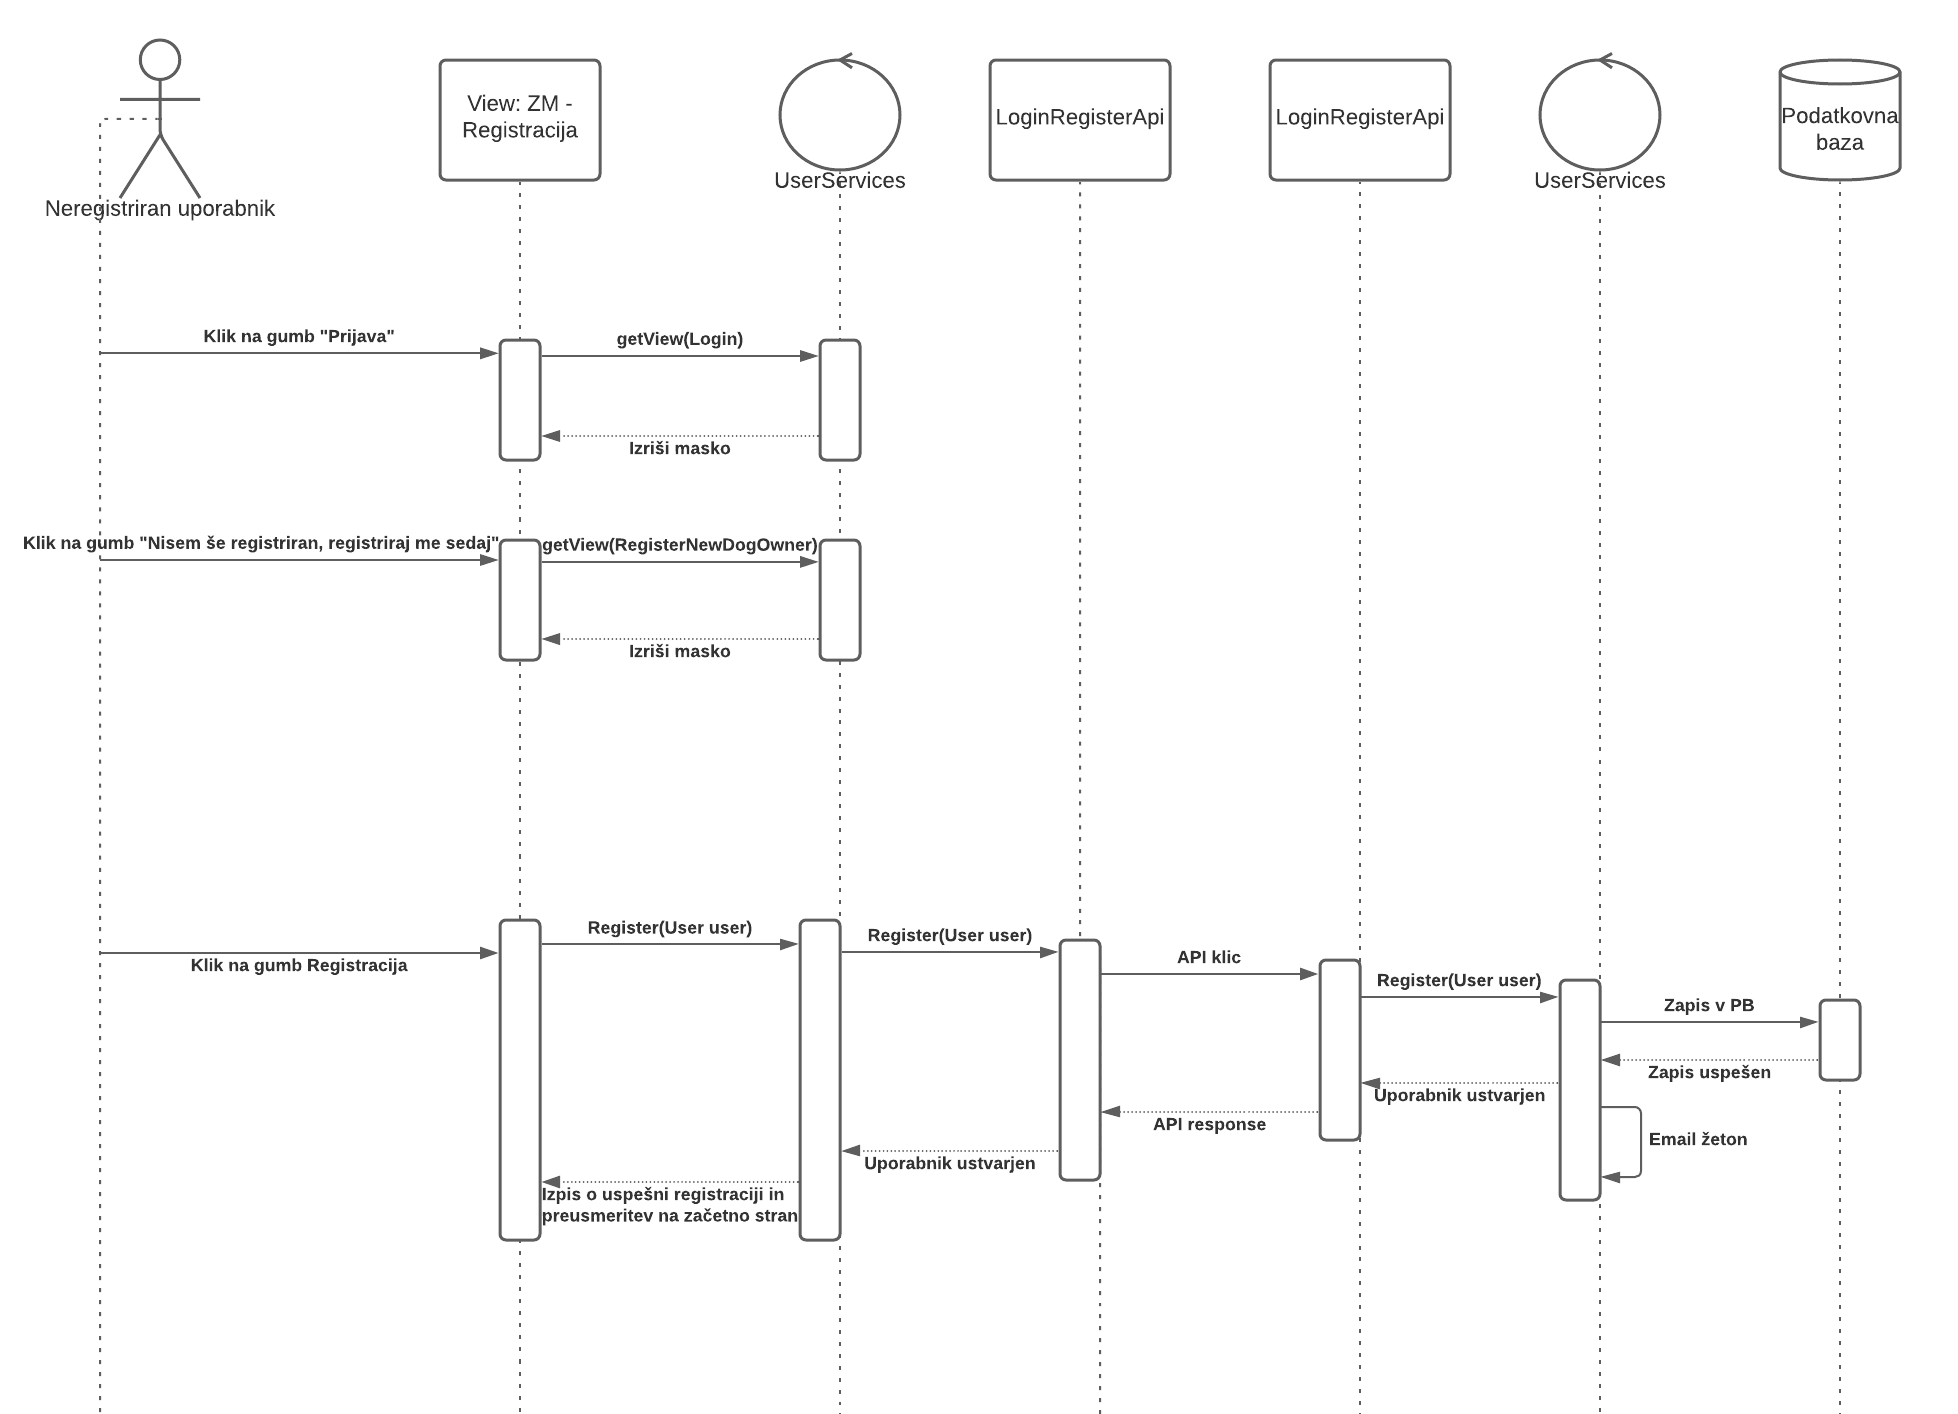 View: ZM -
Registracija
LoginRegisterApi
LoginRegisterApi
Podatkovna
baza
UserServices
UserServices
Neregistriran uporabnik
Klik na gumb "Prijava"
getView(Login)
Izriši masko
Klik na gumb "Nisem še registriran, registriraj me sedaj"
getView(RegisterNewDogOwner)
Izriši masko
Register(User user)
Register(User user)
Klik na gumb Registracija
API klic
Register(User user)
Zapis v PB
Zapis uspešen
Uporabnik ustvarjen
API response
Email žeton
Uporabnik ustvarjen
Izpis o uspešni registraciji in
preusmeritev na začetno stran